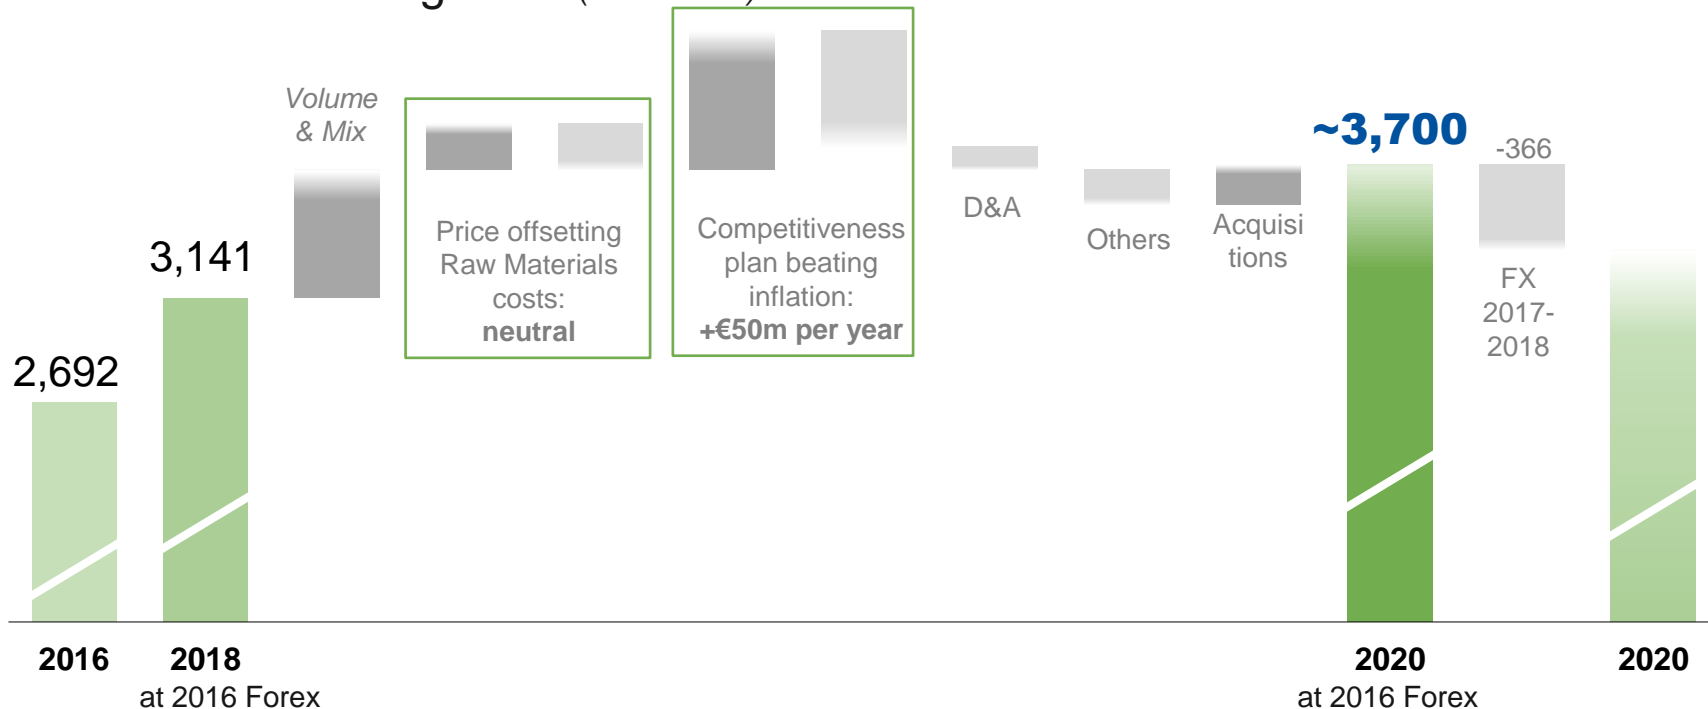 Volume
& Mix
~3,700
-366
3,141
2,692
Price offsetting
Raw Materials
costs:
neutral
Competitiveness
plan beating
inflation:
+€50m per year
D&A
Others
Acquisi
tions
FX
2017-
2018
2016
2018
at 2016 Forex
2020
at 2016 Forex
2020